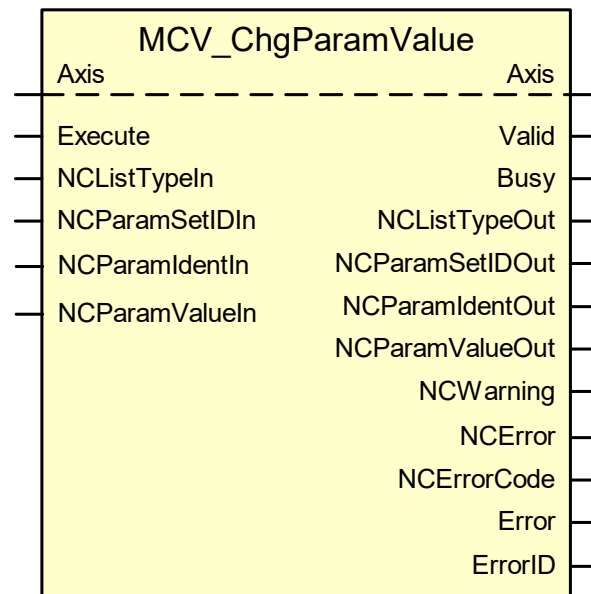 MCV_ChgParamValue
Axis Axis
Execute Valid
NCListTypeIn Busy
NCParamSetIDIn NCListTypeOut
NCParamIdentIn NCParamSetIDOut
NCParamValueIn NCParamIdentOut
NCParamValueOut
NCWarning
NCError
NCErrorCode
Error
ErrorID